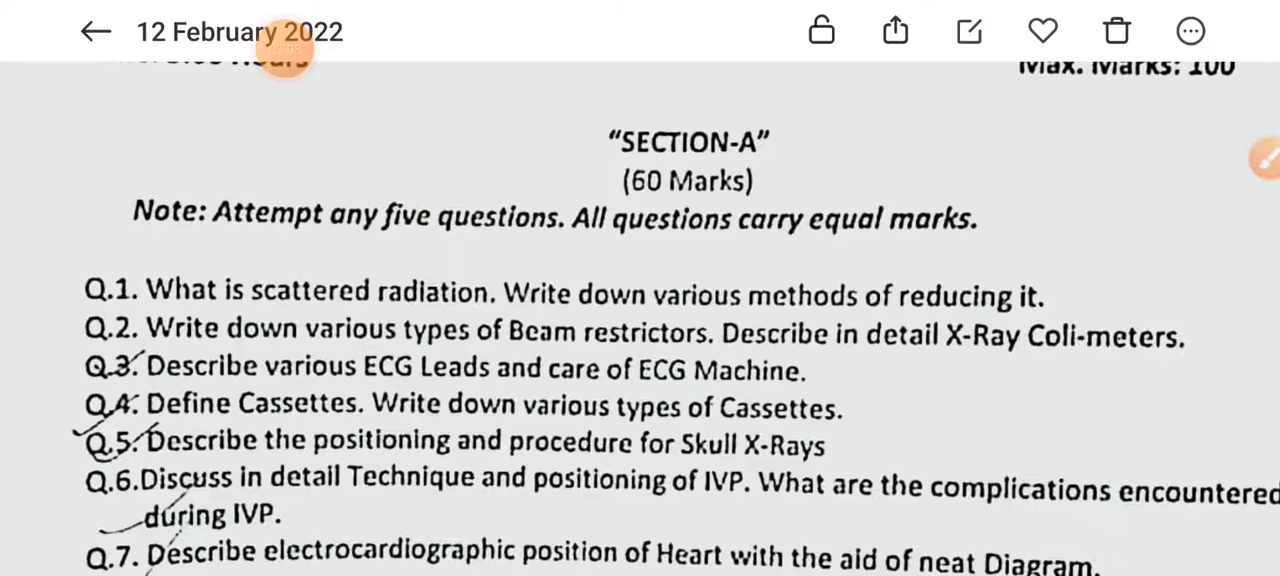 12 February 2022
Max. Marks: 100
"SECTION-A"
(60 Marks)
Note: Attempt any five questions. All questions carry equal marks.
Q.1. What is scattered radiation. Write down various methods of reducing it.
Q.2. Write down various types of Beam restrictors. Describe in detail X-Ray Coli-meters.
Q.3. Describe various ECG Leads and care of ECG Machine.
Q.4. Define Cassettes. Write down various types of Cassettes.
Q.5. Describe the positioning and procedure for Skull X-Rays
Q.6.Discuss in detail Technique and positioning of IVP. What are the complications encountered
during IVP.
Q.7. Describe electrocardiographic position of Heart with the aid of neat Diagram.